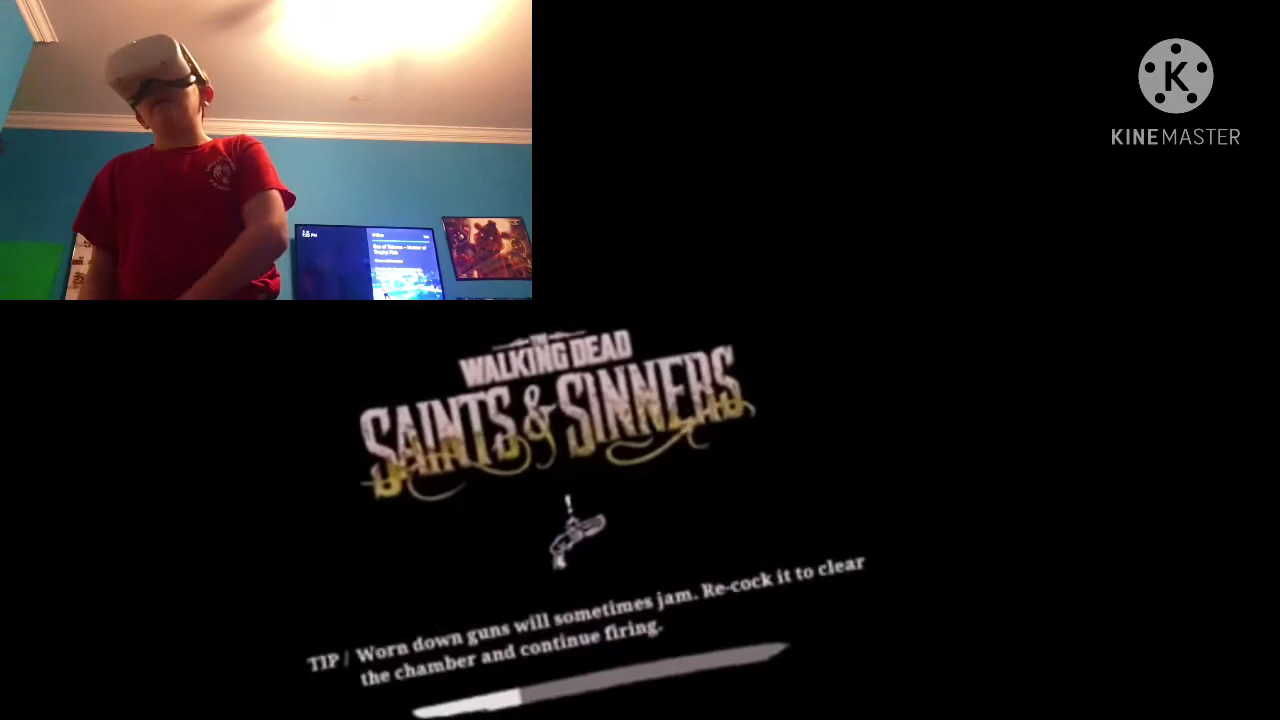 K
KINEMASTER
THE
WALKING DEAD
SAINTS & SINNERS
TIP / Worn down guns will sometimes jam. Re-cock it to clear
the chamber and continue firing.